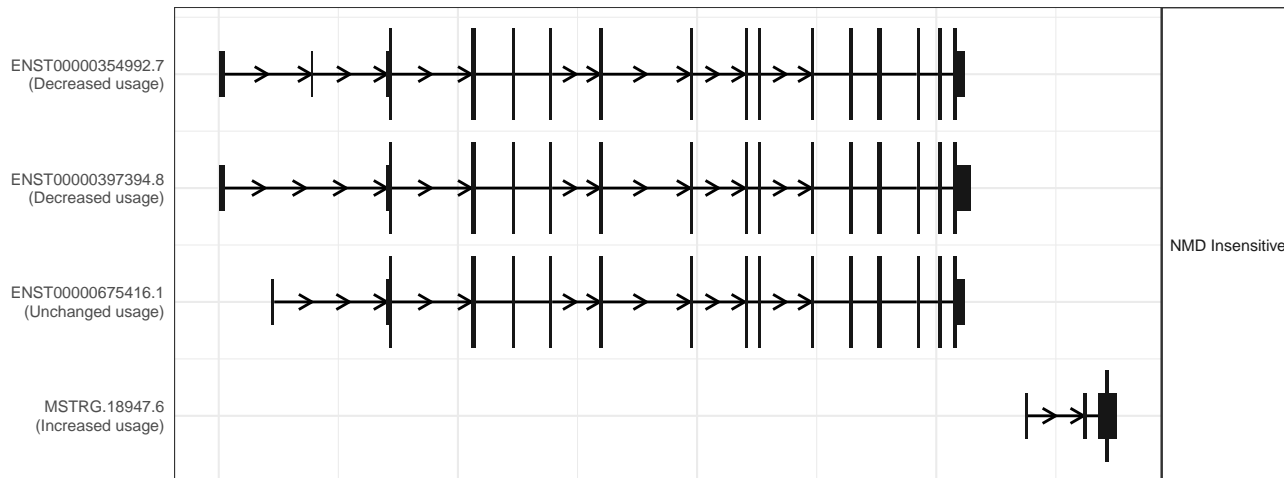 ENST00000354992.7
(Decreased usage)
ENST00000397394.8
(Decreased usage)
NMD Insensitive
ENST00000675416.1
(Unchanged usage)
MSTRG.18947.6
(Increased usage)